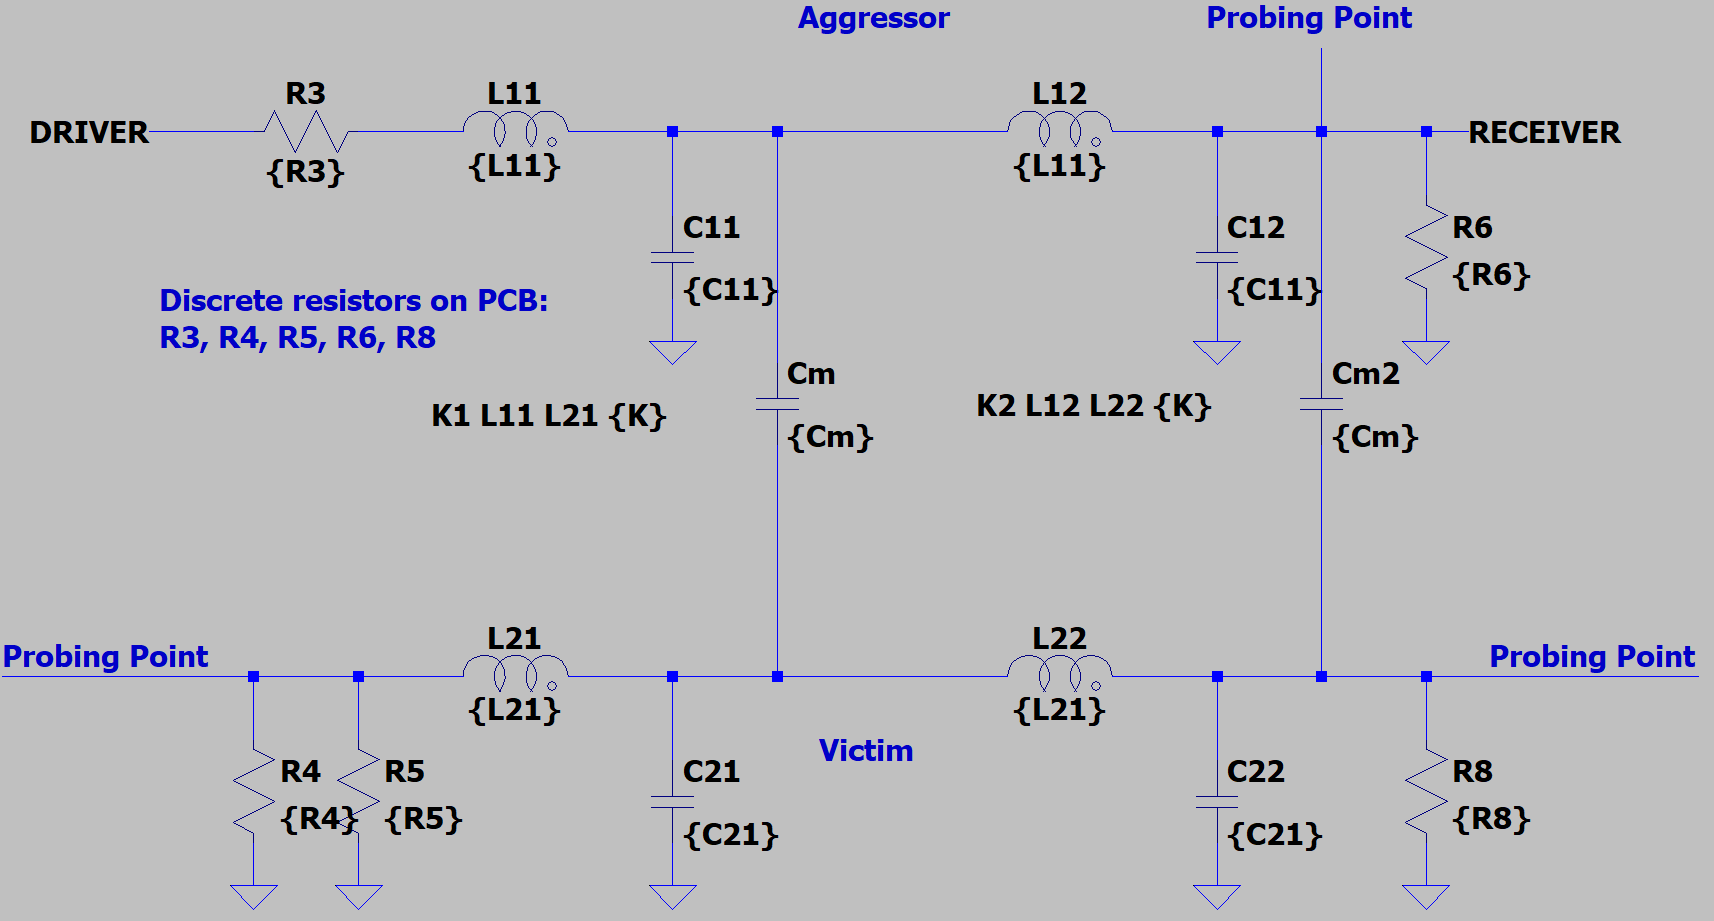 Aggressor
Probing Point
R3
L11
L12
DRIVER
RECEIVER
{R3}
{L11}
{L11}
C11
C12
R6
{C11}
{C11}
{R6}
Discrete resistors on PCB:
R3, R4, R5, R6, R8
Cm
Cm2
K1 L11 L21 {K}
K2 L12 L22 {K}
{Cm}
{Cm}
L21
L22
Probing Point
Probing Point
{L21}
{L21}
Victim
R4
R5
C21
C22
R8
{R4}
{R5}
{C21}
{C21}
{R8}